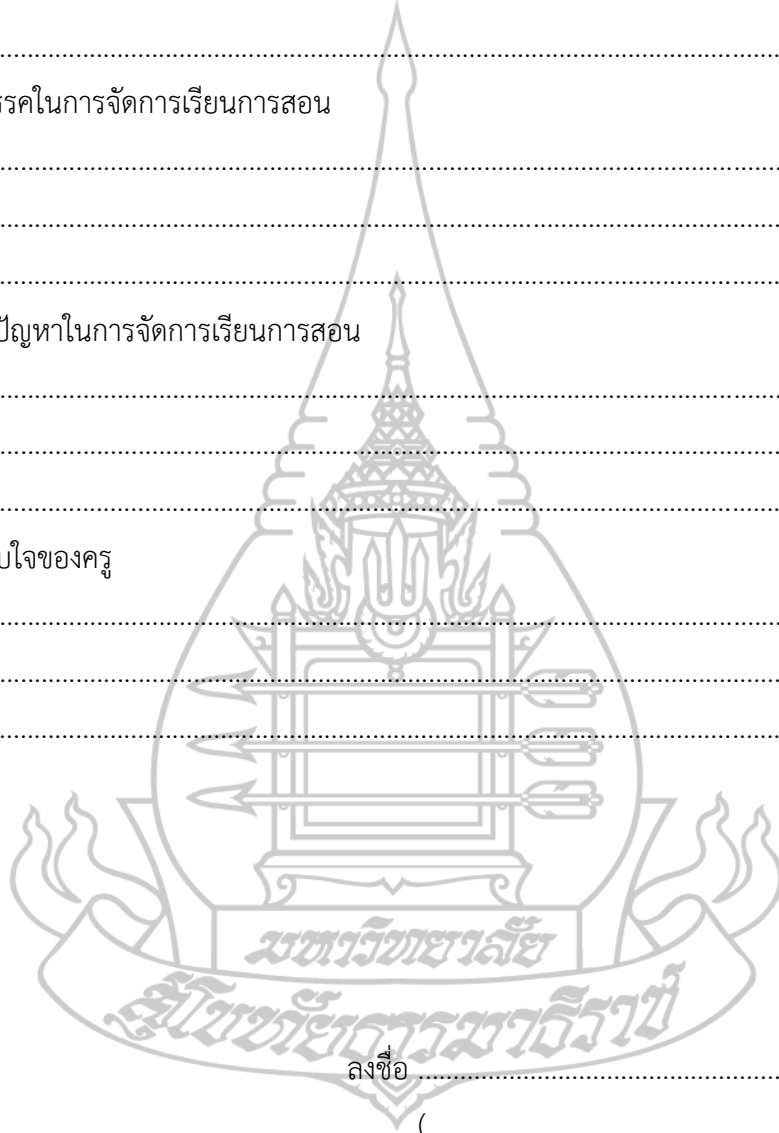 ........................................................................................................
รรคในการจัดการเรียนการสอน
........................................................................................................
........................................................................................................
........................................................................................................
ปัญหาในการจัดการเรียนการสอน
........................................................................................................
........................................................................................................
........................................................................................................
บใจของครู
........................................................................................................
........................................................................................................
........................................................................................................
มหาวิทยาลัย
สุโขทัยธรรมาธิราช
ลงชื่อ ................................................
(